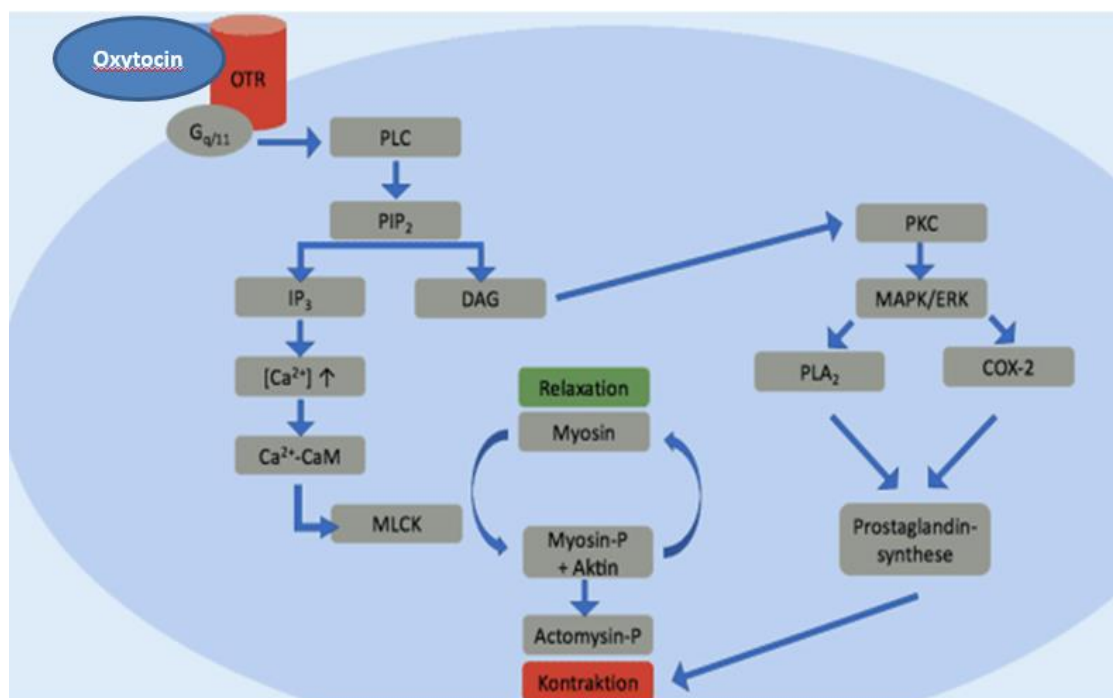 Oxytocin
OTR
Gq/11
PLC
PIP₂
PKC
IP₃
DAG
MAPK/ERK
[Ca²⁺] ↑
PLA₂
COX-2
Relaxation
Myosin
Ca²⁺-CaM
MLCK
Myosin-P
+ Aktin
Prostaglandin-
synthese
Actomysin-P
Kontraktion